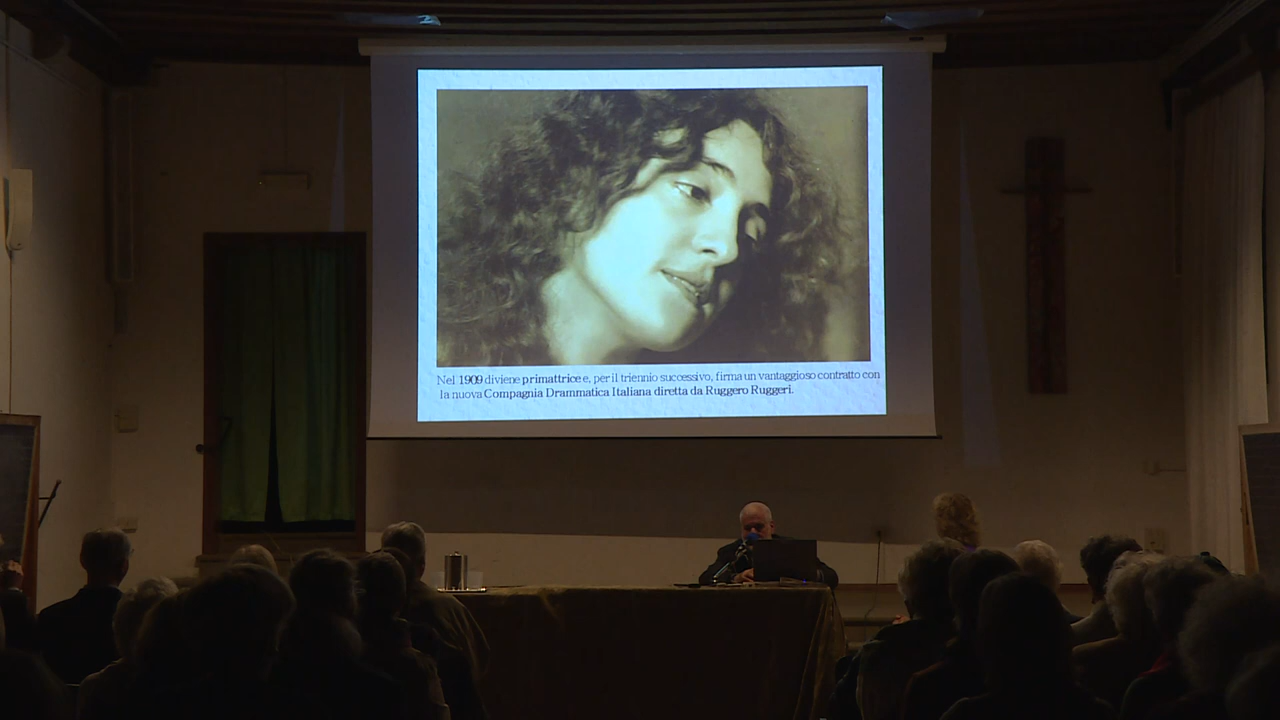 Nel 1909 diviene primattrice e, per il triennio successivo, firma un vantaggioso contratto con
la nuova Compagnia Drammatica Italiana diretta da Ruggero Ruggeri.